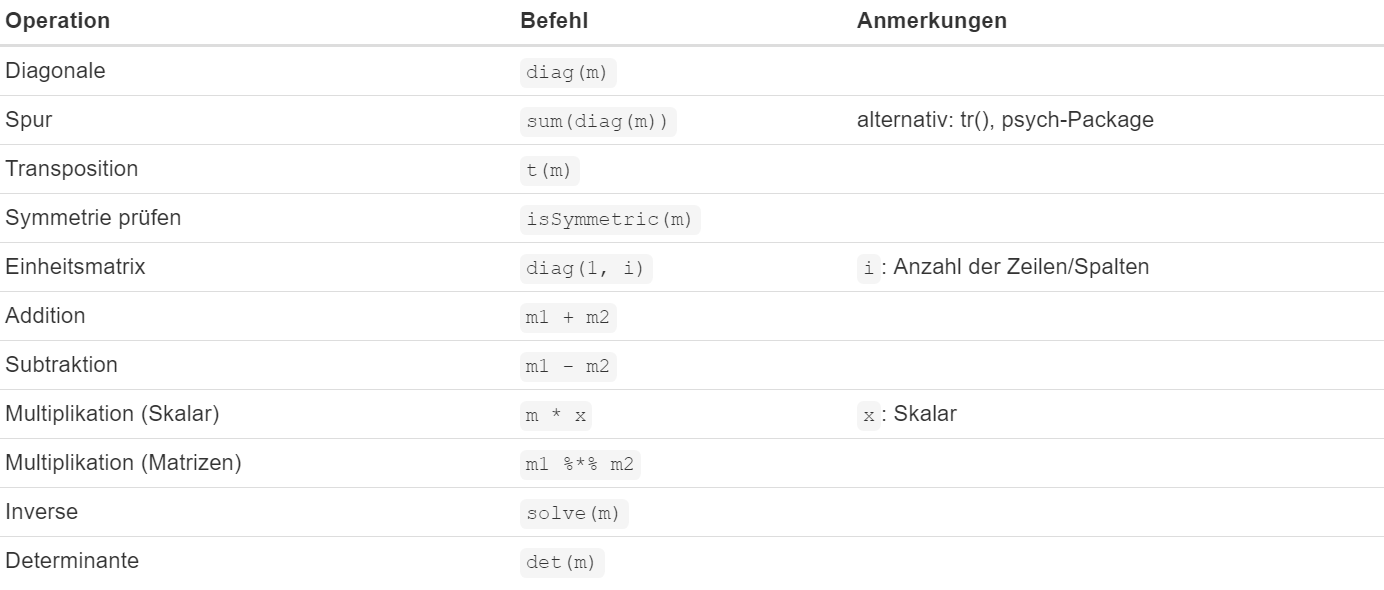 Operation Befehl Anmerkungen
Diagonale diag(m)
Spur sum(diag(m)) alternativ: tr(), psych-Package
Transposition t(m)
Symmetrie prüfen isSymmetric(m)
Einheitsmatrix diag(1, i) i: Anzahl der Zeilen/Spalten
Addition m1 + m2
Subtraktion m1 - m2
Multiplikation (Skalar) m * x x: Skalar
Multiplikation (Matrizen) m1 %*% m2
Inverse solve(m)
Determinante det(m)